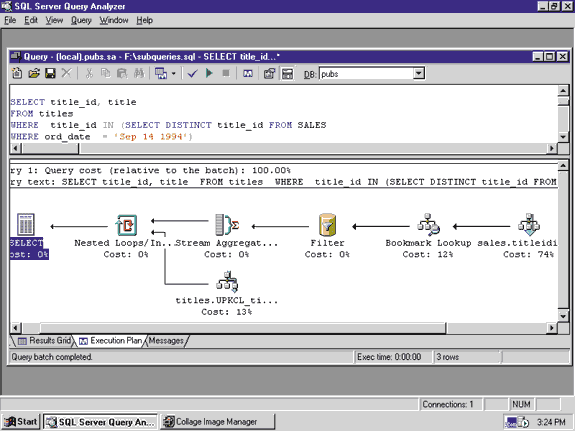 SQL Server Query Analyzer
File Edit View Query Window Help
Query - (local).pubs.sa - F:\subqueries.sql - SELECT title_id...*
DB: pubs
SELECT title_id, title
FROM titles
WHERE title_id IN (SELECT DISTINCT title_id FROM SALES
WHERE ord_date = 'Sep 14 1994')
ry 1: Query cost (relative to the batch): 100.00%
ry text: SELECT title_id, title FROM titles WHERE title_id IN (SELECT DISTINCT title_id FROM
SELECT Nested Loops/In... Stream Aggregat... Filter Bookmark Lookup sales.titleidi
ost: 0% Cost: 0% Cost: 0% Cost: 0% Cost: 12% Cost: 74%
titles.UPKCL_ti...
Cost: 13%
Results Grid Execution Plan Messages
Query batch completed. Exec time: 0:00:00 3 rows
Connections: 1 NUM
Start SQL Server Query An... Collage Image Manager 3:24 PM